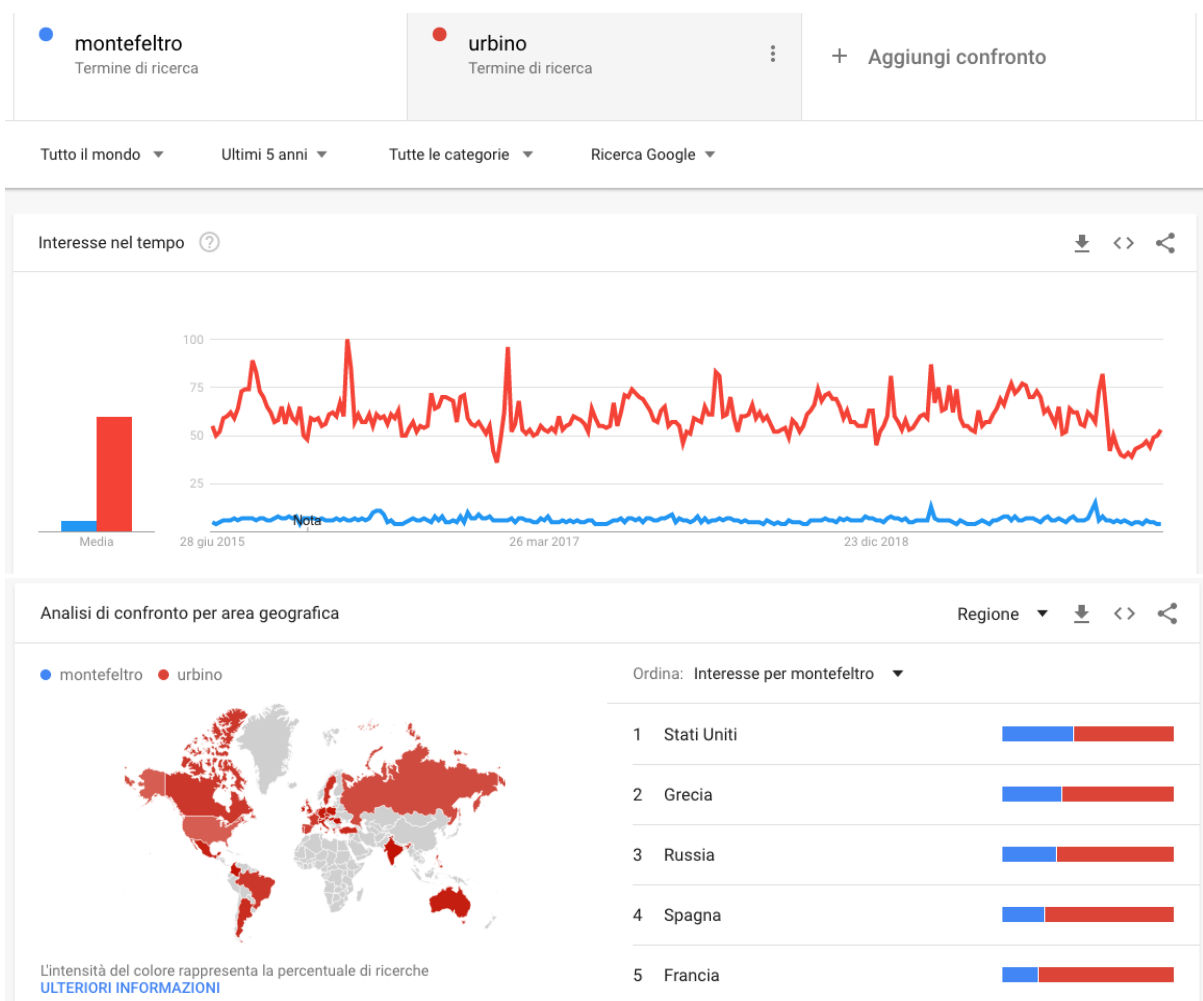 montefeltro
Termine di ricerca
urbino
Termine di ricerca
+ Aggiungi confronto
Tutto il mondo
Ultimi 5 anni
Tutte le categorie
Ricerca Google
Interesse nel tempo ?
100
75
50
25
Nota
Media
28 giu 2015
26 mar 2017
23 dic 2018
Analisi di confronto per area geografica
Regione
montefeltro urbino
Ordina: Interesse per montefeltro
1 Stati Uniti
2 Grecia
3 Russia
4 Spagna
5 Francia
L'intensità del colore rappresenta la percentuale di ricerche
ULTERIORI INFORMAZIONI